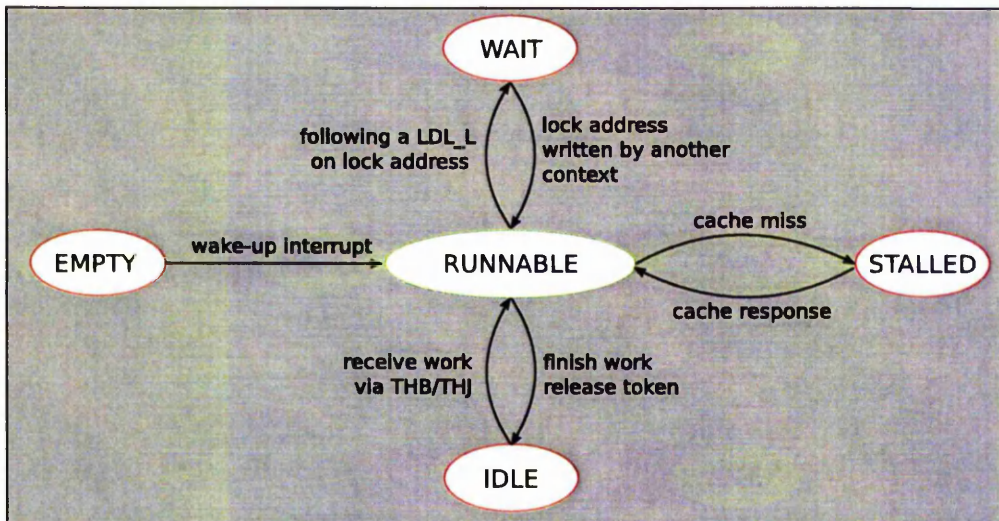 WAIT
following a LDL_L
on lock address
lock address
written by another
context
EMPTY
wake-up interrupt
RUNNABLE
cache miss
STALLED
cache response
receive work
via THB/THJ
finish work
release token
IDLE